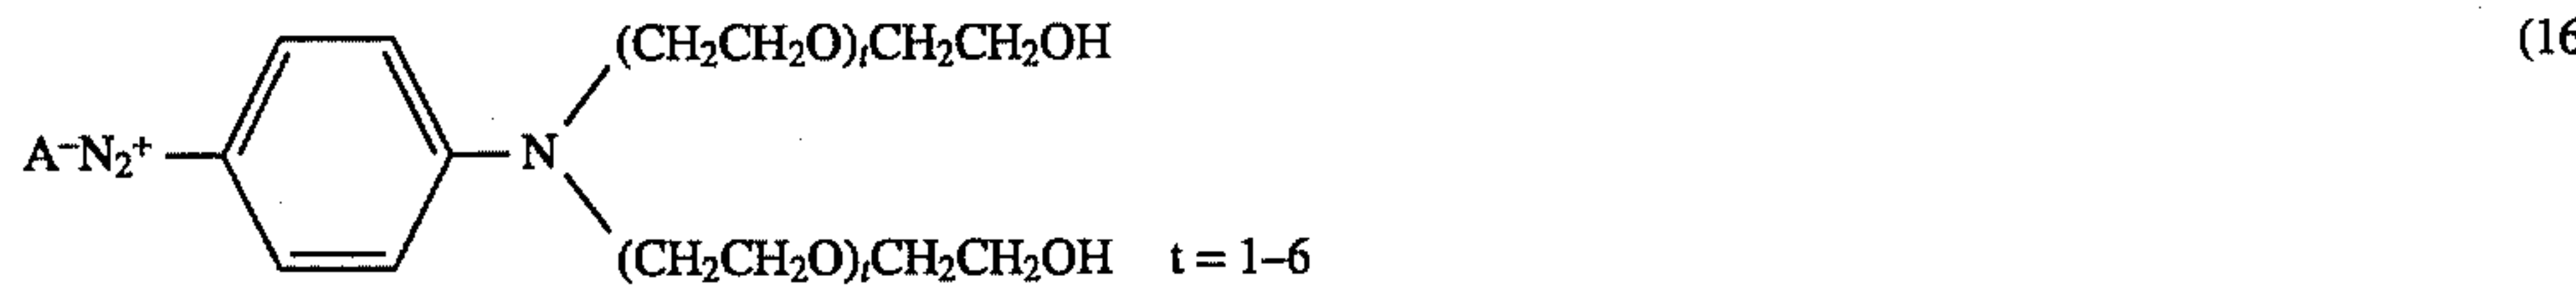 (CH₂CH₂O)ₜCH₂CH₂OH (16
A⁻N₂⁺ N
(CH₂CH₂O)ₜCH₂CH₂OH t = 1–6